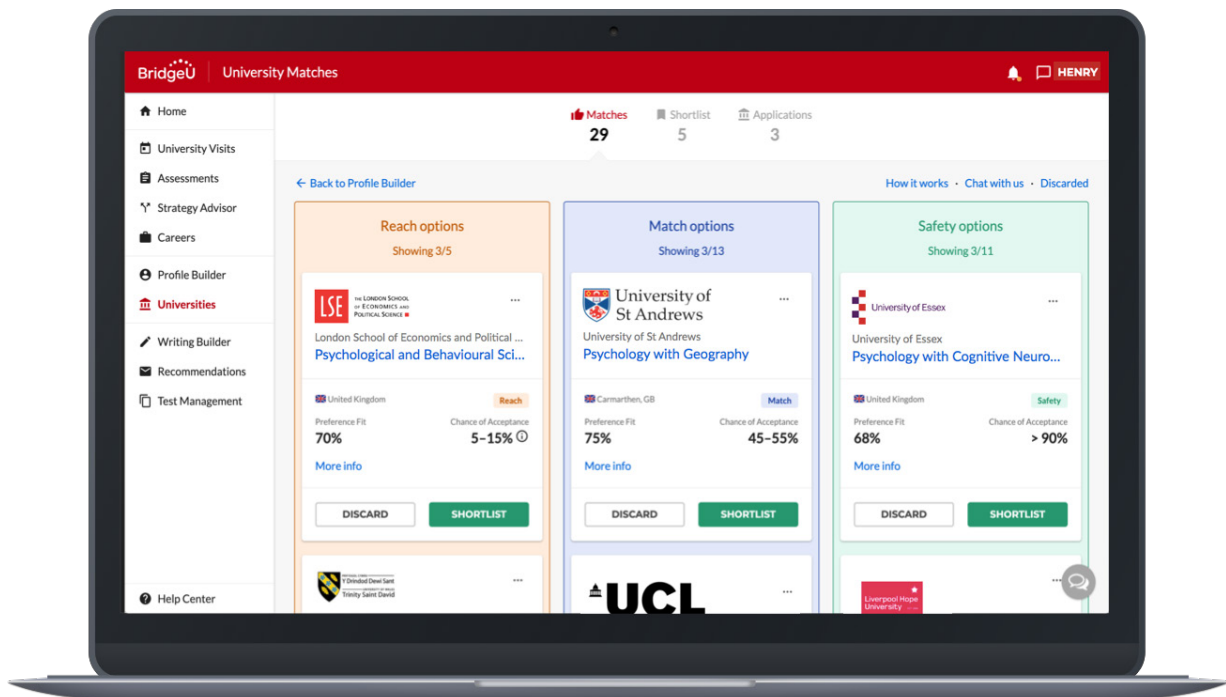 BridgeU
University Matches
HENRY
Home
University Visits
Assessments
Strategy Advisor
Careers
Profile Builder
Universities
Writing Builder
Recommendations
Test Management
Help Center
Matches
29
Shortlist
5
Applications
3
← Back to Profile Builder
How it works · Chat with us · Discarded
Reach options
Showing 3/5
LSE
THE LONDON SCHOOL
OF ECONOMICS AND
POLITICAL SCIENCE
...
London School of Economics and Political ...
Psychological and Behavioural Sci...
United Kingdom
Reach
Preference Fit
Chance of Acceptance
70%
5–15%
More info
DISCARD
SHORTLIST
Y Drindod Dewi Sant
Trinity Saint David
...
Match options
Showing 3/13
University of
St Andrews
...
University of St Andrews
Psychology with Geography
Carmarthen, GB
Match
Preference Fit
Chance of Acceptance
75%
45–55%
More info
DISCARD
SHORTLIST
UCL
...
Safety options
Showing 3/11
University of Essex
...
University of Essex
Psychology with Cognitive Neuro...
United Kingdom
Safety
Preference Fit
Chance of Acceptance
68%
> 90%
More info
DISCARD
SHORTLIST
Liverpool Hope
University
...